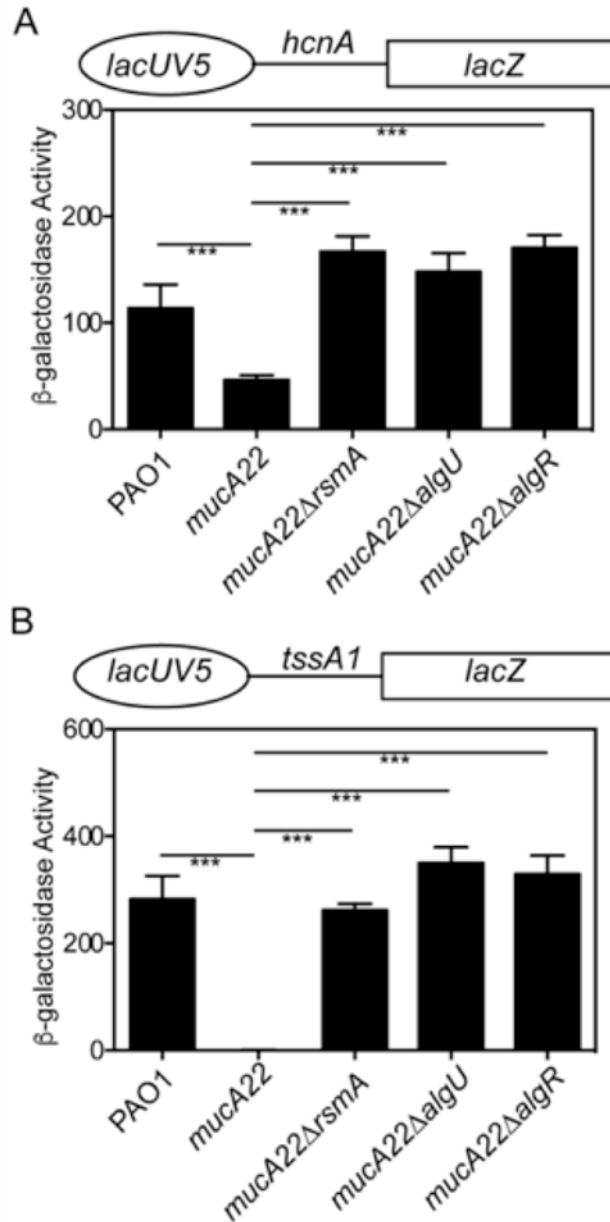 A
lacUV5 hcnA lacZ
300
200
100
0
β-galactosidase Activity
***
***
***
***
PAO1
mucA22
mucA22ΔrsmA
mucA22ΔalgU
mucA22ΔalgR
B
lacUV5 tssA1 lacZ
600
400
200
0
β-galactosidase Activity
***
***
***
***
PAO1
mucA22
mucA22ΔrsmA
mucA22ΔalgU
mucA22ΔalgR